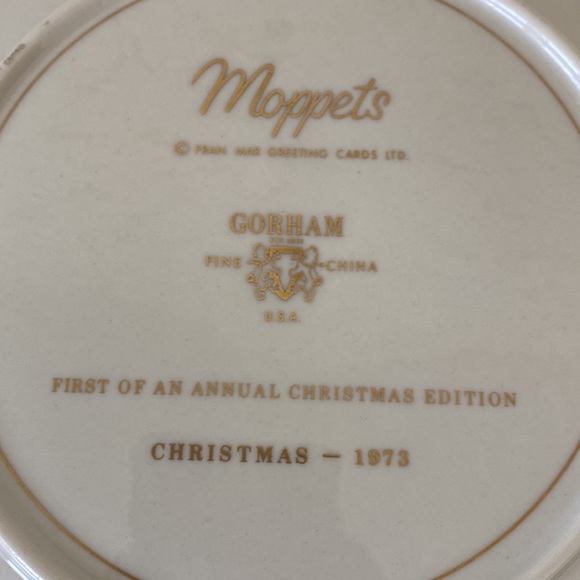 Moppets
© FRAN MAR GREETING CARDS LTD.
GORHAM
FINE CHINA
U.S.A.
FIRST OF AN ANNUAL CHRISTMAS EDITION
CHRISTMAS — 1973